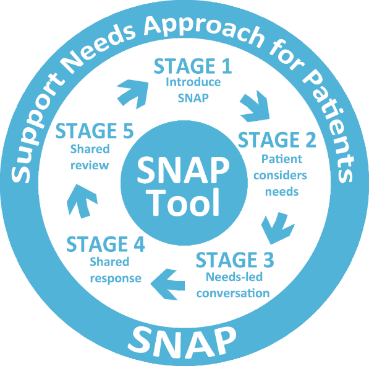 Support Needs Approach for Patients
STAGE 1
Introduce
SNAP
STAGE 2
Patient
considers
needs
STAGE 3
Needs-led
conversation
STAGE 4
Shared
response
STAGE 5
Shared
review
SNAP
Tool
SNAP